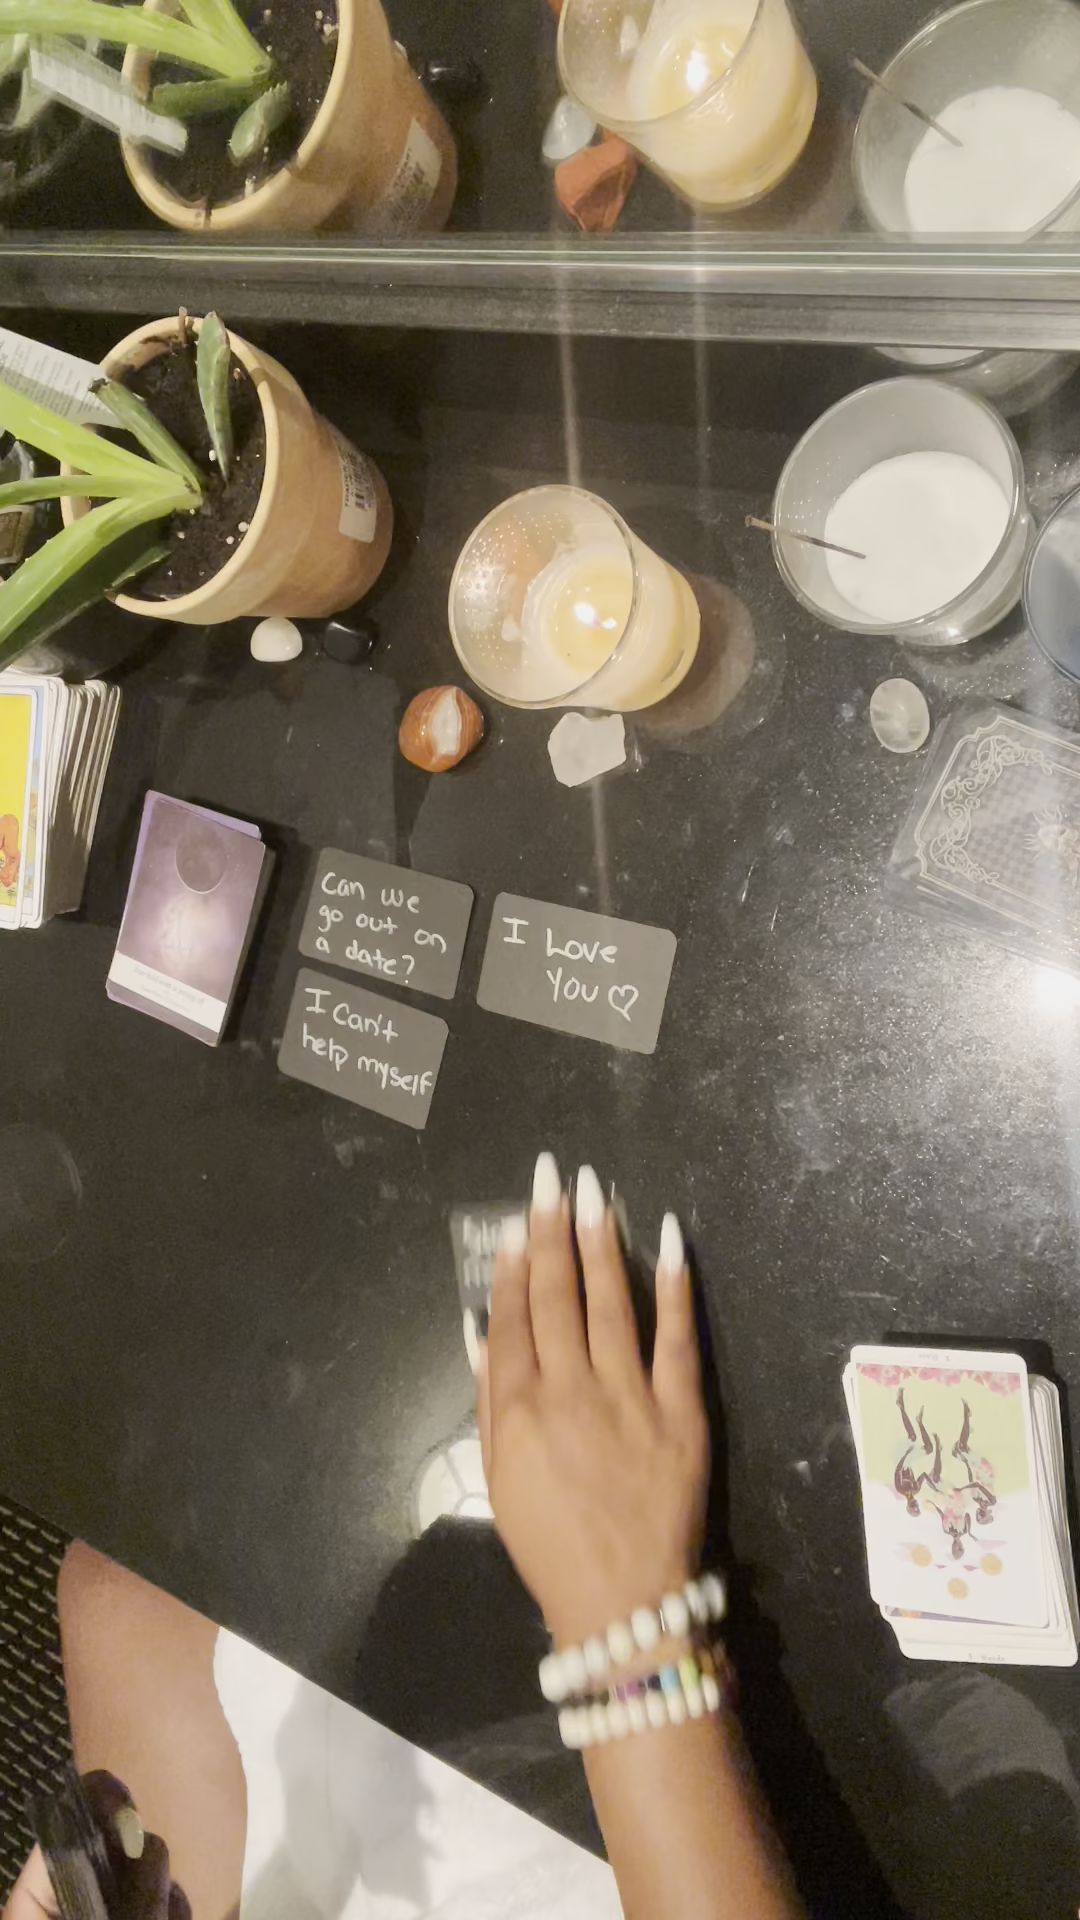 Can we
go out on
a date?
I Love
You ♡
I Can't
help myself